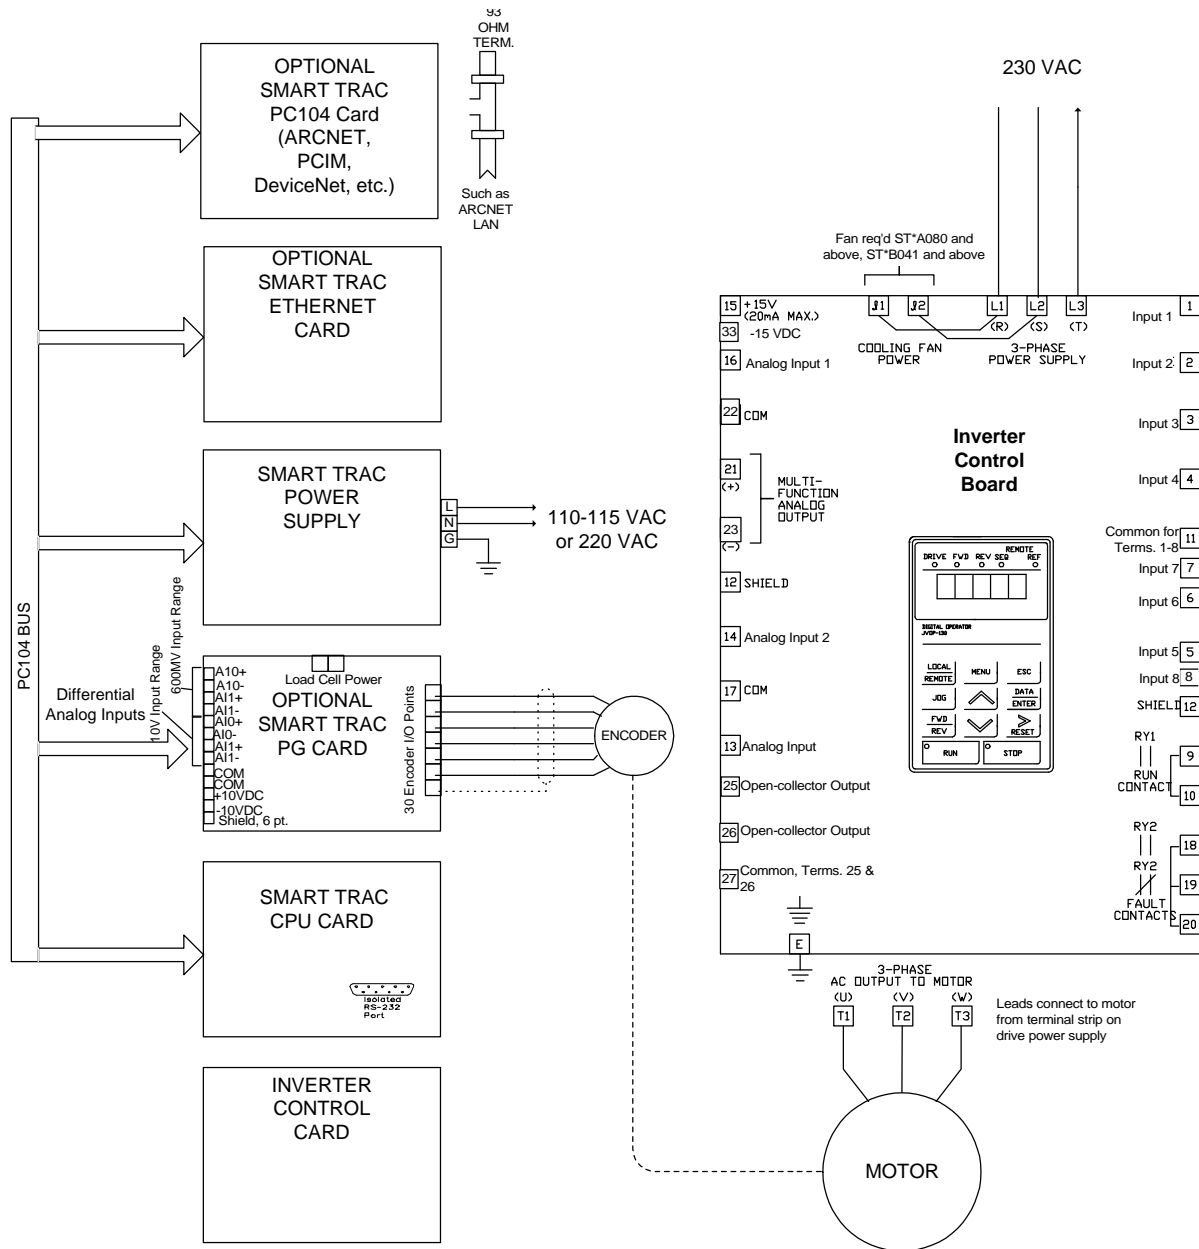 93
OHM
TERM.
OPTIONAL
SMART TRAC
PC104 Card
(ARCNET,
PCIM,
DeviceNet, etc.)
Such as
ARCNET
LAN
OPTIONAL
SMART TRAC
ETHERNET
CARD
SMART TRAC
POWER
SUPPLY
L
N
G
110-115 VAC
or 220 VAC
PC104 BUS
10V Input Range
600MV Input Range
Differential
Analog Inputs
A10+
A10-
AI1+
AI1-
AI0+
AI0-
AI1+
AI1-
COM
COM
+10VDC
-10VDC
Shield, 6 pt.
Load Cell Power
OPTIONAL
SMART TRAC
PG CARD
30 Encoder I/O Points
ENCODER
SMART TRAC
CPU CARD
Isolated
RS-232
Port
INVERTER
CONTROL
CARD
230 VAC
Fan req'd ST*A080 and
above, ST*B041 and above
15 +15V
(20mA MAX.)
33 -15 VDC
16 Analog Input 1
22 COM
21
(+)
23
(-)
MULTI-
FUNCTION
ANALOG
OUTPUT
12 SHIELD
14 Analog Input 2
17 COM
13 Analog Input
25 Open-collector Output
26 Open-collector Output
27 Common, Terms. 25 &
26
E
L1 L2 L3
(R) (S) (T)
COOLING FAN
POWER
3-PHASE
POWER SUPPLY
Inverter
Control
Board
DRIVE FWD REV SEQ REMOTE REF
DIGITAL OPERATOR
JVOP-130
LOCAL
REMOTE
MENU
ESC
JOG
DATA
ENTER
FWD
REV
RESET
RUN
STOP
Input 1 1
Input 2 2
Input 3 3
Input 4 4
Common for
Terms. 1-8 11
Input 7 7
Input 6 6
Input 5 5
Input 8 8
SHIELD 12
RY1
RUN
CONTACT
9
10
RY2
RY2
FAULT
CONTACTS
18
19
20
3-PHASE
AC OUTPUT TO MOTOR
(U) (V) (W)
T1 T2 T3
Leads connect to motor
from terminal strip on
drive power supply
MOTOR